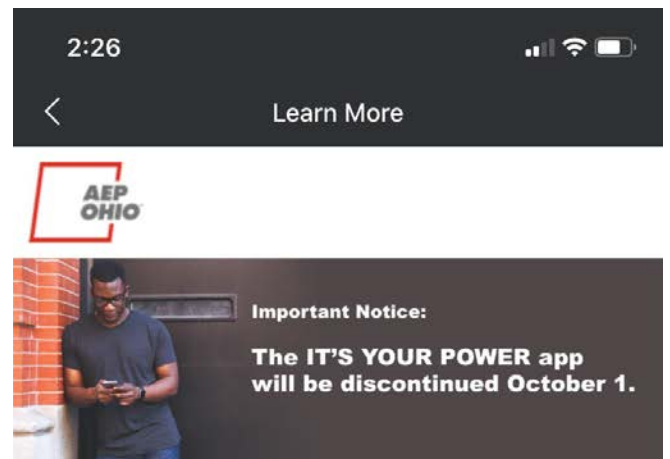 2:26
Learn More
AEP
OHIO
Important Notice:
The IT'S YOUR POWER app
will be discontinued October 1.